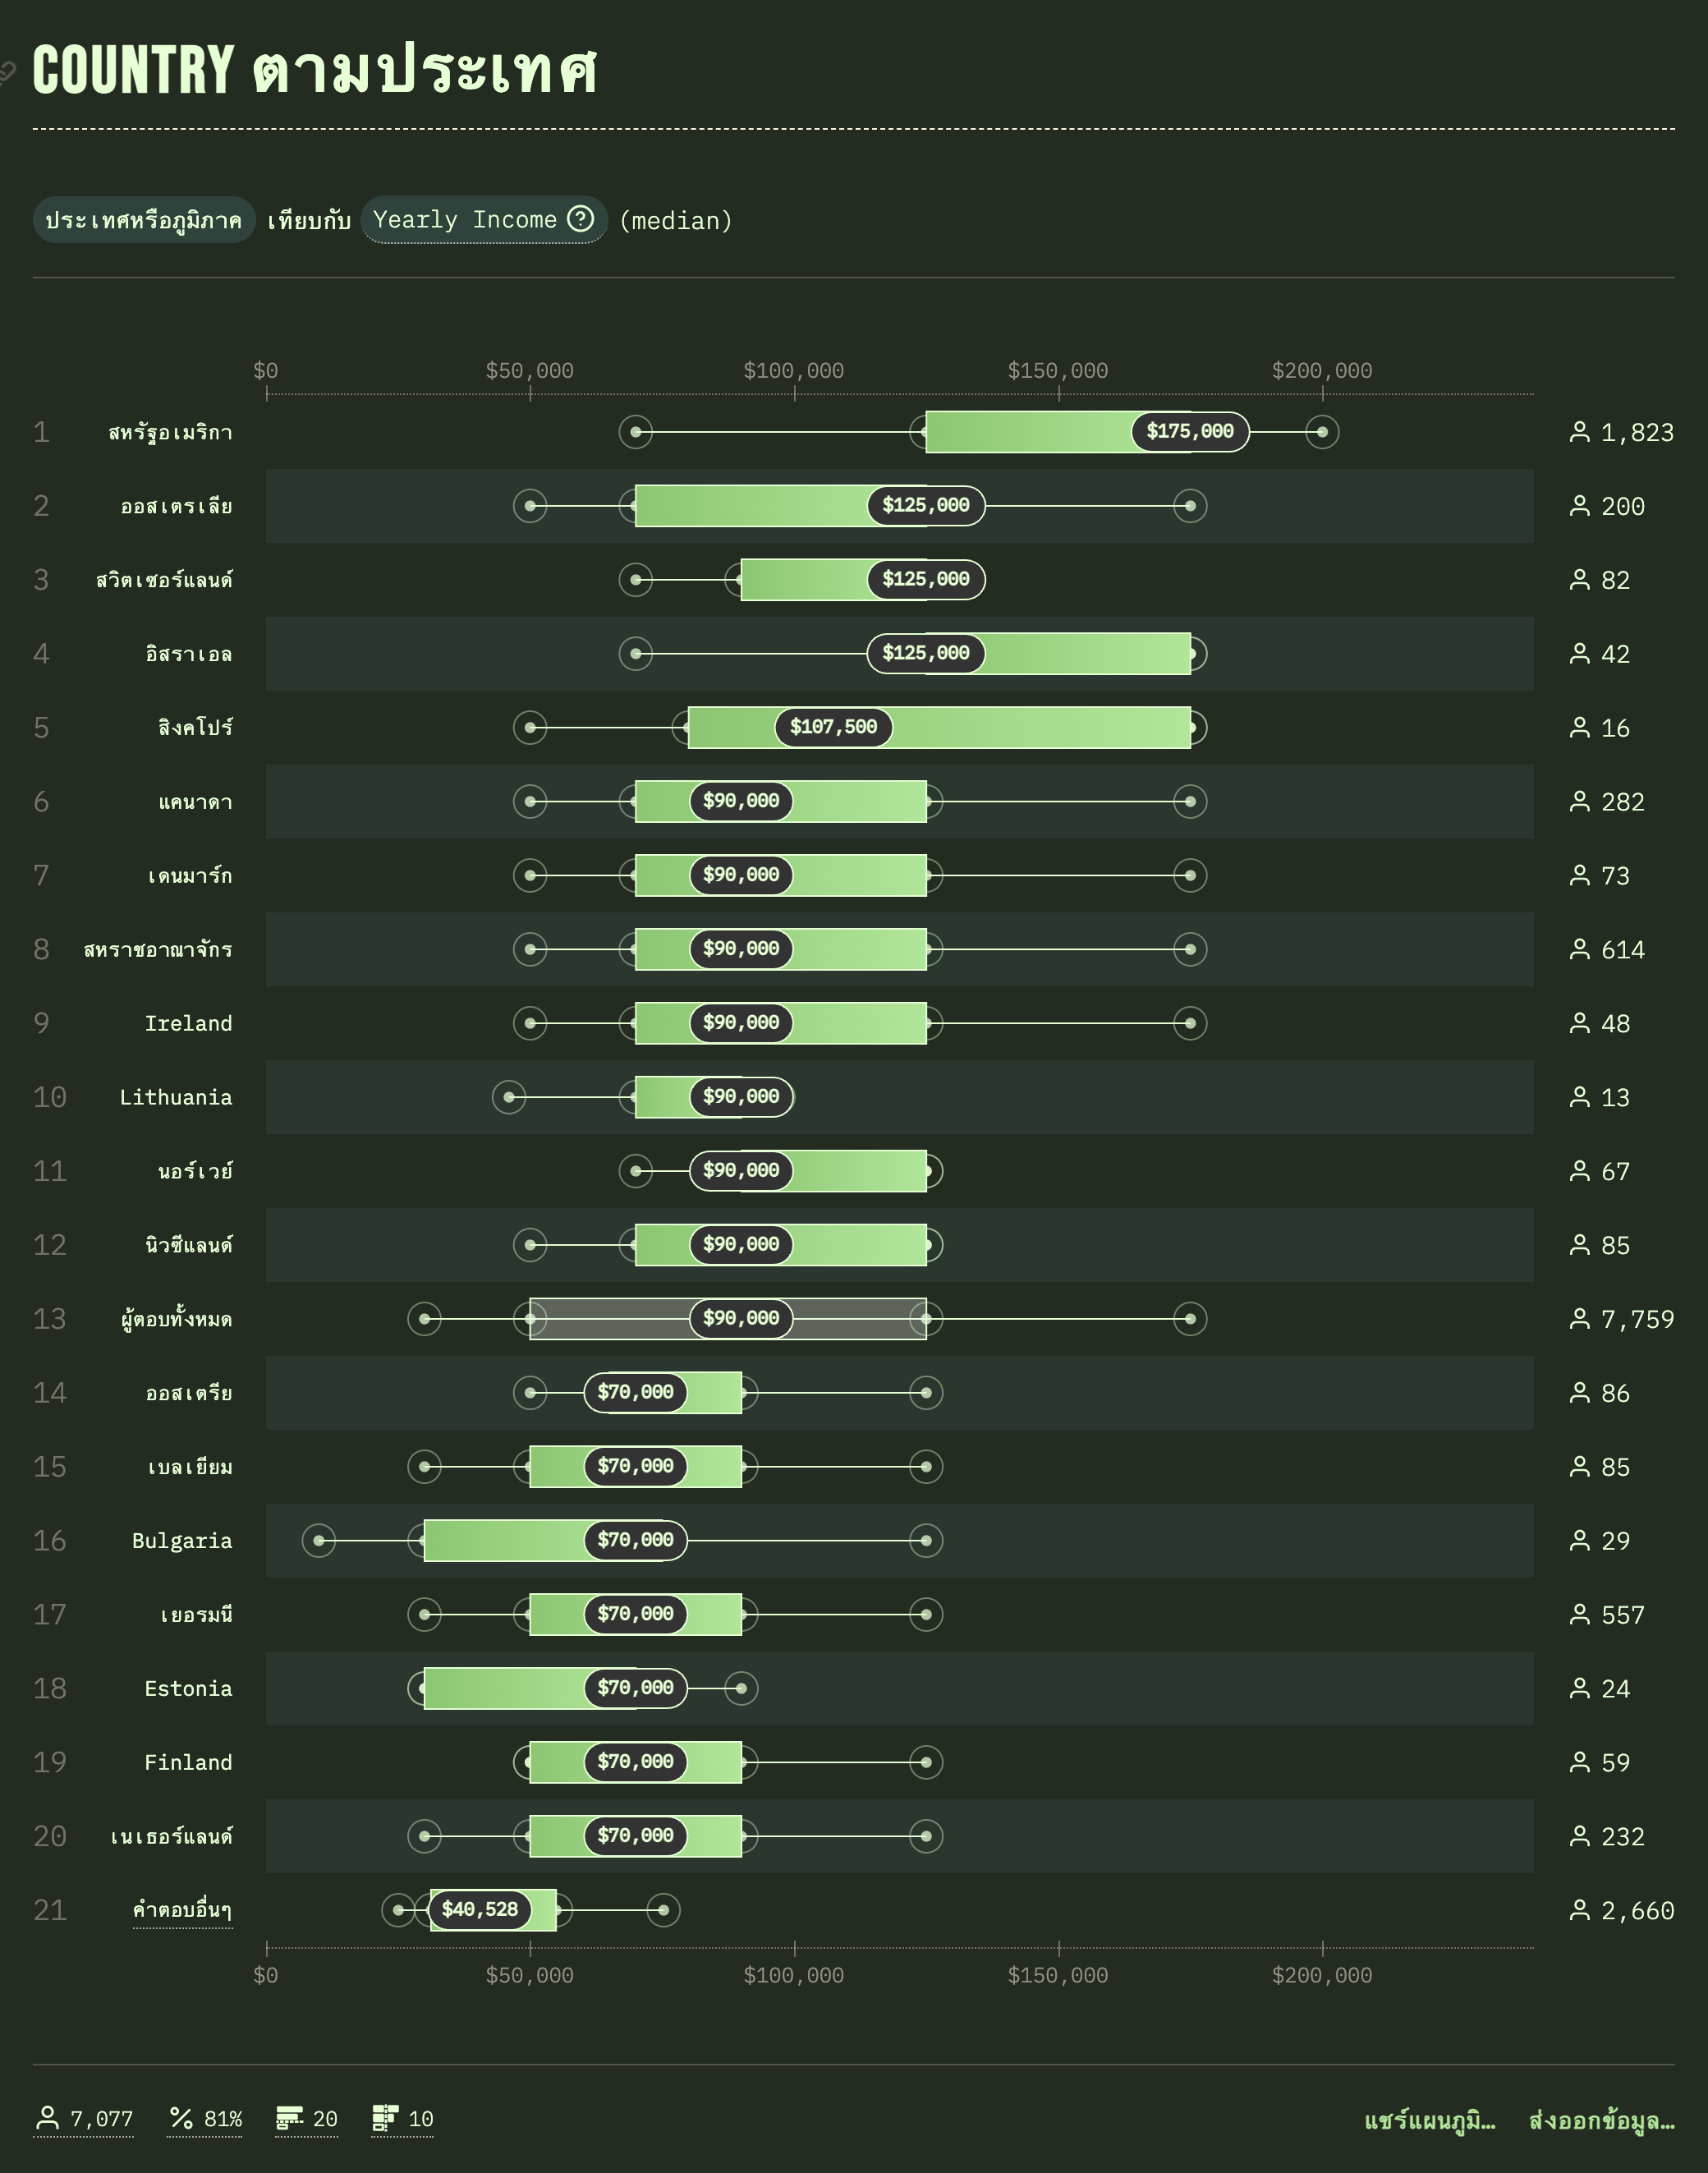 COUNTRY ตามประเทศ
ประเทศหรือภูมิภาค เทียบกับ Yearly Income ? (median)
$0 $50,000 $100,000 $150,000 $200,000
1 สหรัฐอเมริกา $175,000 1,823
2 ออสเตรเลีย $125,000 200
3 สวิตเซอร์แลนด์ $125,000 82
4 อิสราเอล $125,000 42
5 สิงคโปร์ $107,500 16
6 แคนาดา $90,000 282
7 เดนมาร์ก $90,000 73
8 สหราชอาณาจักร $90,000 614
9 Ireland $90,000 48
10 Lithuania $90,000 13
11 นอร์เวย์ $90,000 67
12 นิวซีแลนด์ $90,000 85
13 ผู้ตอบทั้งหมด $90,000 7,759
14 ออสเตรีย $70,000 86
15 เบลเยียม $70,000 85
16 Bulgaria $70,000 29
17 เยอรมนี $70,000 557
18 Estonia $70,000 24
19 Finland $70,000 59
20 เนเธอร์แลนด์ $70,000 232
21 คำตอบอื่นๆ $40,528 2,660
$0 $50,000 $100,000 $150,000 $200,000
7,077 81% 20 10 แชร์แผนภูมิ… ส่งออกข้อมูล…